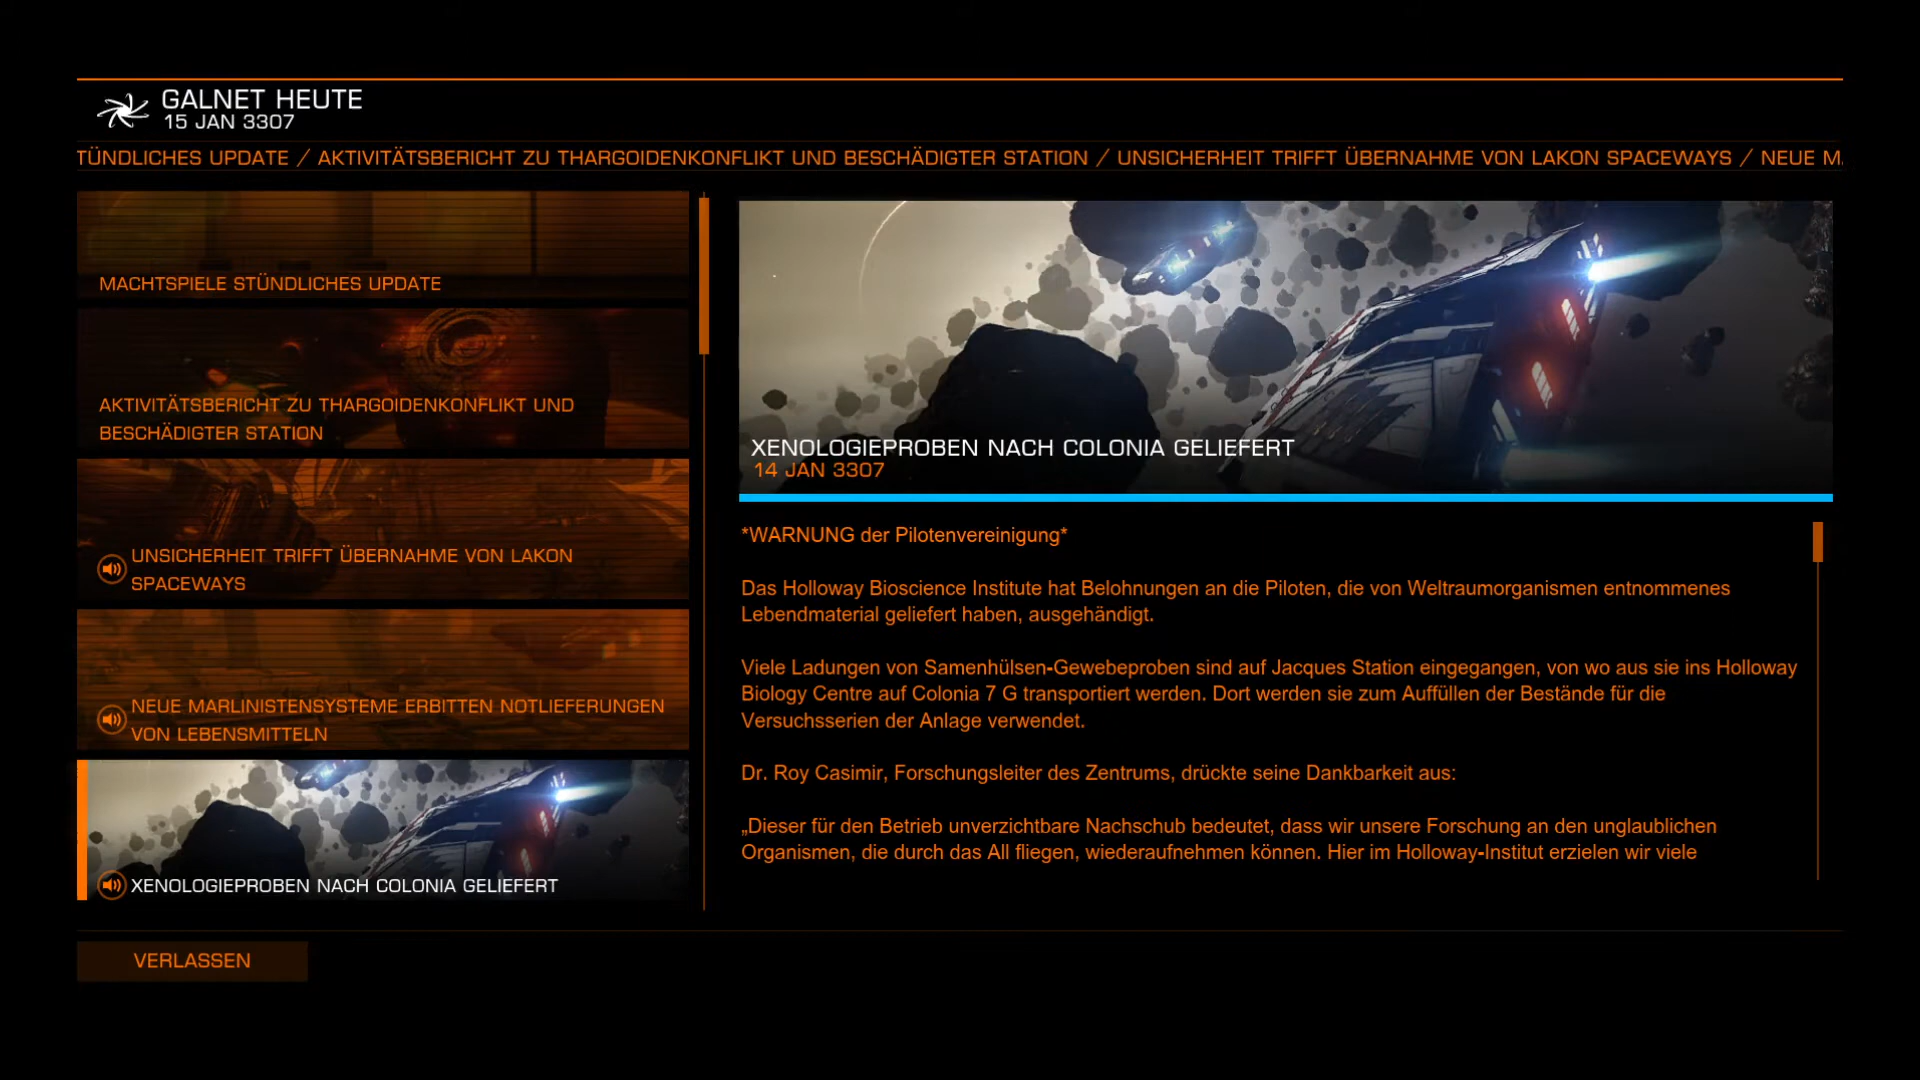 GALNET HEUTE
15 JAN 3307
TÜNDLICHES UPDATE / AKTIVITÄTSBERICHT ZU THARGOIDENKONFLIKT UND BESCHÄDIGTER STATION / UNSICHERHEIT TRIFFT ÜBERNAHME VON LAKON SPACEWAYS / NEUE M
MACHTSPIELE STÜNDLICHES UPDATE
AKTIVITÄTSBERICHT ZU THARGOIDENKONFLIKT UND
BESCHÄDIGTER STATION
UNSICHERHEIT TRIFFT ÜBERNAHME VON LAKON
SPACEWAYS
NEUE MARLINISTENSYSTEME ERBITTEN NOTLIEFERUNGEN
VON LEBENSMITTELN
XENOLOGIEPROBEN NACH COLONIA GELIEFERT
XENOLOGIEPROBEN NACH COLONIA GELIEFERT
14 JAN 3307
*WARNUNG der Pilotenvereinigung*
Das Holloway Bioscience Institute hat Belohnungen an die Piloten, die von Weltraumorganismen entnommenes
Lebendmaterial geliefert haben, ausgehändigt.
Viele Ladungen von Samenhülsen-Gewebeproben sind auf Jacques Station eingegangen, von wo aus sie ins Holloway
Biology Centre auf Colonia 7 G transportiert werden. Dort werden sie zum Auffüllen der Bestände für die
Versuchsserien der Anlage verwendet.
Dr. Roy Casimir, Forschungsleiter des Zentrums, drückte seine Dankbarkeit aus:
„Dieser für den Betrieb unverzichtbare Nachschub bedeutet, dass wir unsere Forschung an den unglaublichen
Organismen, die durch das All fliegen, wiederaufnehmen können. Hier im Holloway-Institut erzielen wir viele
VERLASSEN